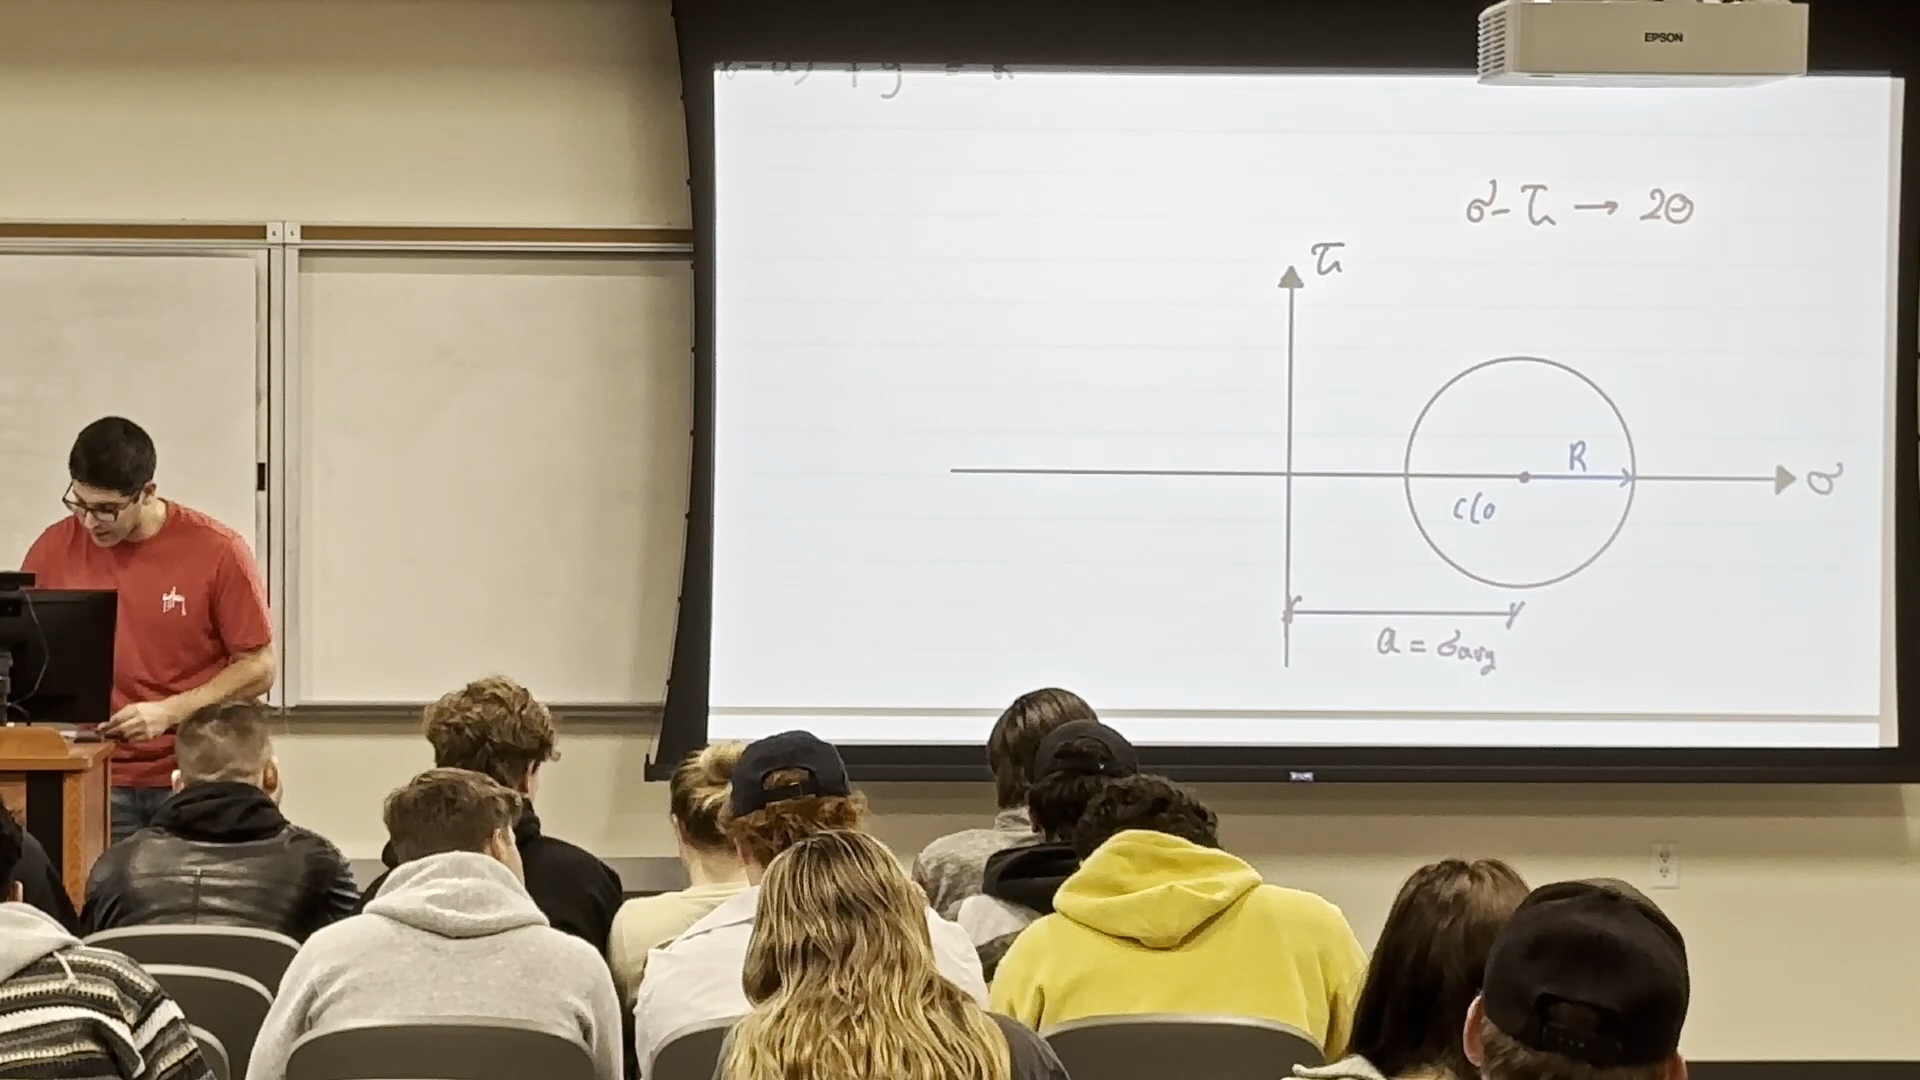 EPSON
σ - τ → 2θ
τ
R
σ
c(o
a = σavg